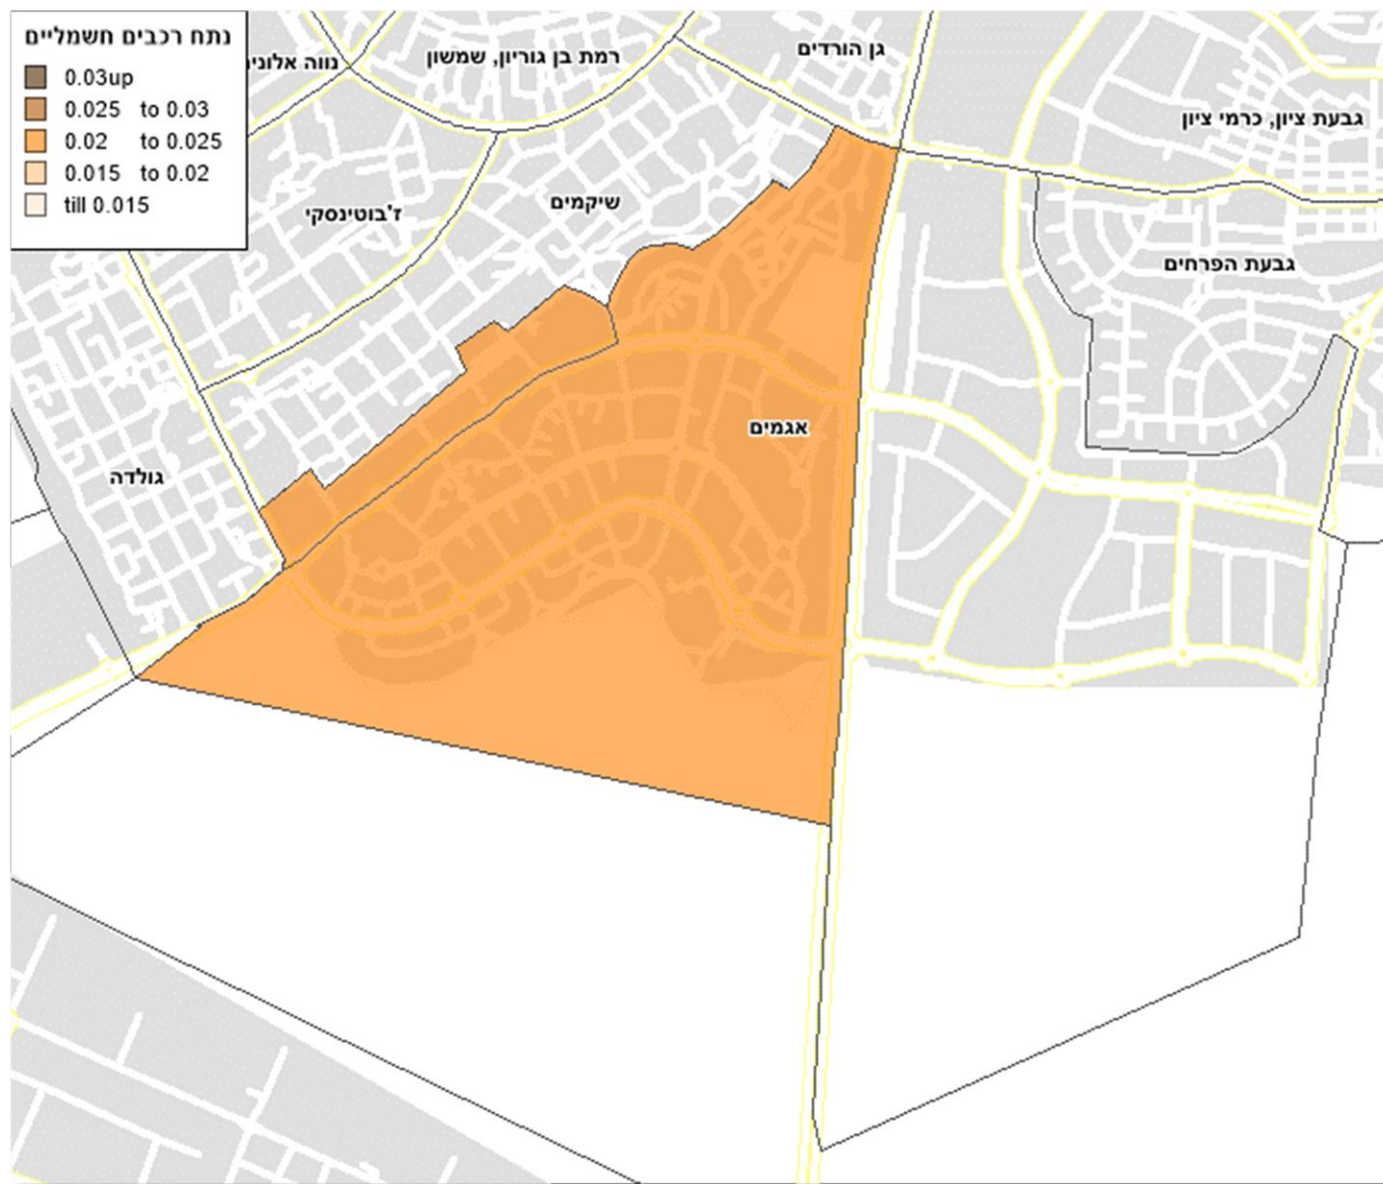 נתח רכבים חשמליים
0.03up
0.025 to 0.03
0.02 to 0.025
0.015 to 0.02
till 0.015
גן הורדים
רמת בן גוריון, שמשון
גבעת ציון, כרמי ציון
שיקמים
ז'בוטינסקי
גבעת הפרחים
אגמים
גולדה